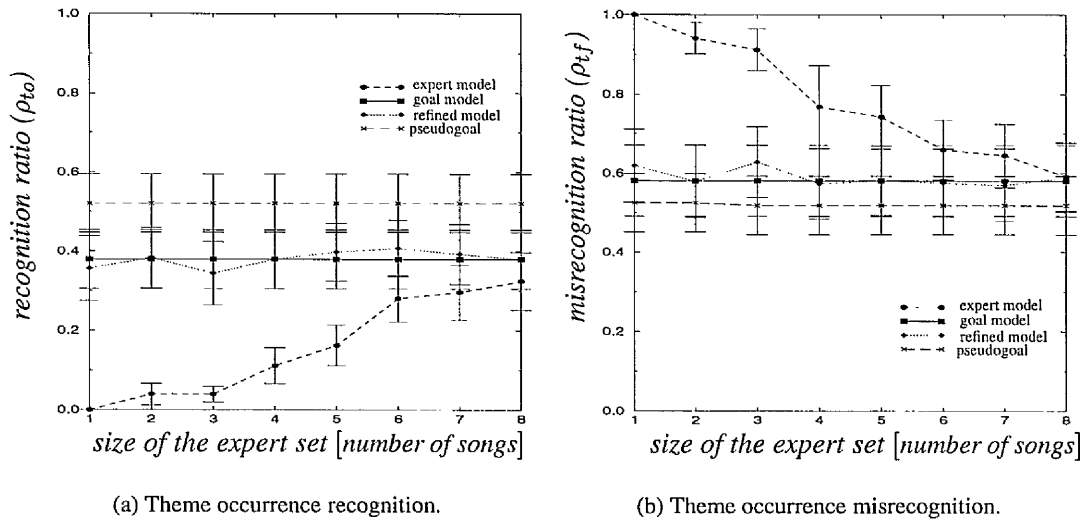 1.0
0.8
0.6
0.4
0.2
0.0
recognition ratio (ρto)
expert model
goal model
refined model
pseudogoal
1 2 3 4 5 6 7 8
size of the expert set [number of songs]
(a) Theme occurrence recognition.
1.0
0.8
0.6
0.4
0.2
0.0
misrecognition ratio (ρtf)
expert model
goal model
refined model
pseudogoal
1 2 3 4 5 6 7 8
size of the expert set [number of songs]
(b) Theme occurrence misrecognition.